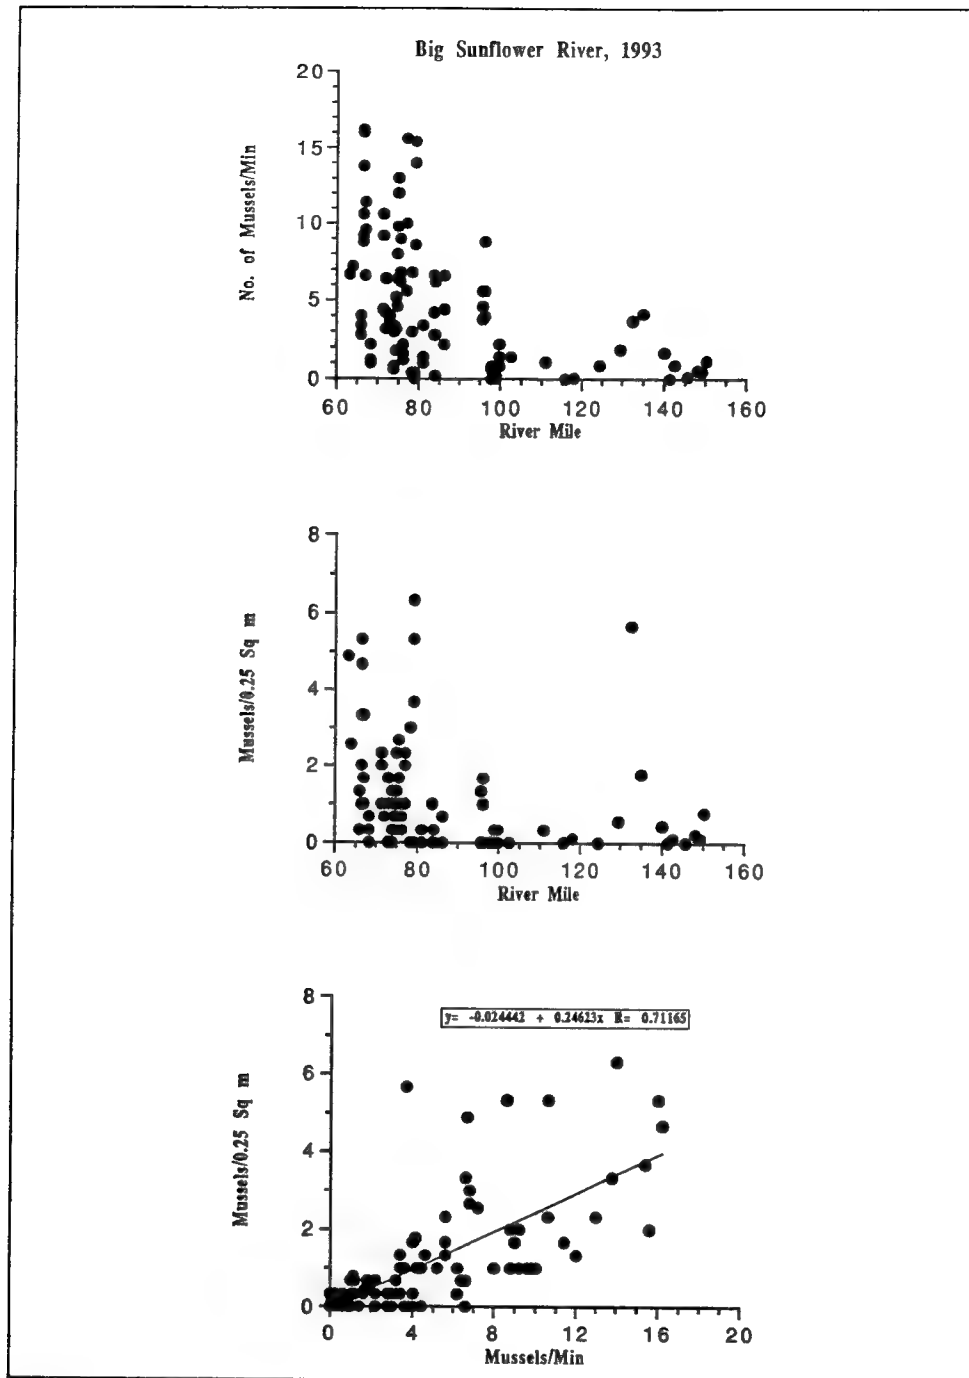 Big Sunflower River, 1993
20
15
10
5
0
No. of Mussels/Min
60 80 100 120 140 160
River Mile
8
6
4
2
0
Mussels/0.25 Sq m
60 80 100 120 140 160
River Mile
8
6
4
2
0
Mussels/0.25 Sq m
y= -0.024442 + 0.24623x R= 0.71165
0 4 8 12 16 20
Mussels/Min